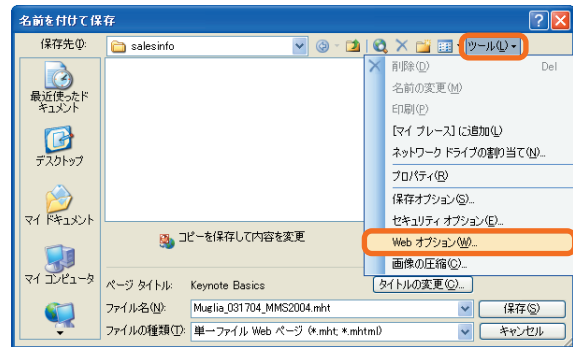 名前を付けて保存
保存先(I):
salesinfo
ツール(L)
最近使ったド
キュメント
デスクトップ
マイ ドキュメント
マイ コンピュータ
削除(D) Del
名前の変更(M)
印刷(P)
[マイ プレース] に追加(L)
ネットワーク ドライブの割り当て(N)...
プロパティ(R)
保存オプション(S)...
セキュリティ オプション(E)...
Web オプション(W)...
画像の圧縮(C)...
コピーを保存して内容を変更
ページ タイトル: Keynote Basics タイトルの変更(C)...
ファイル名(N): Muglia_031704_MMS2004.mht 保存(S)
ファイルの種類(T): 単一ファイル Web ページ (*.mht; *.mhtml) キャンセル